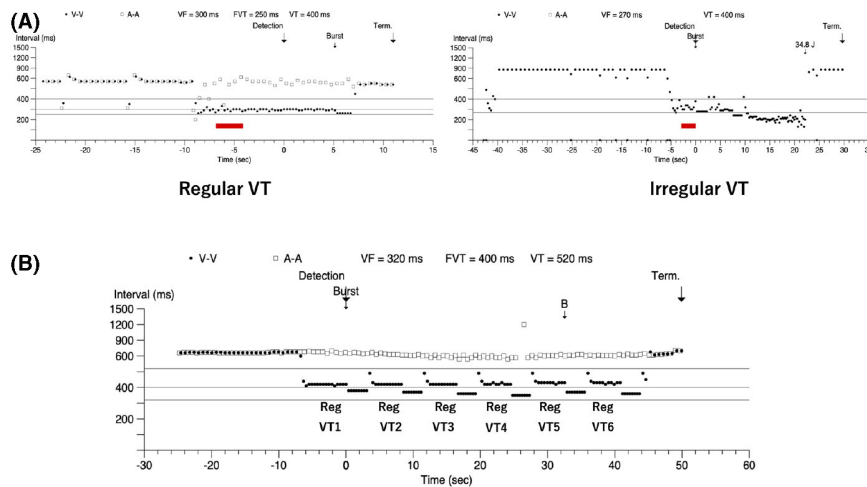 (A)
V-V A-A VF = 300 ms FVT = 250 ms VT = 400 ms
Detection Term.
Burst
Interval (ms)
1500
1200
900
600
400
200
-25 -20 -15 -10 -5 0 5 10 15
Time (sec)
Regular VT
V-V A-A VF = 270 ms VT = 400 ms
Detection Term.
Burst
34.8 J
Interval (ms)
1500
1200
900
600
400
200
-45 -40 -35 -30 -25 -20 -15 -10 -5 0 5 10 15 20 25 30
Time (sec)
Irregular VT
(B)
V-V A-A VF = 320 ms FVT = 400 ms VT = 520 ms
Detection Term.
Burst B
Interval (ms)
1500
1200
900
600
400
200
Reg Reg Reg Reg Reg Reg
VT1 VT2 VT3 VT4 VT5 VT6
-30 -20 -10 0 10 20 30 40 50 60
Time (sec)